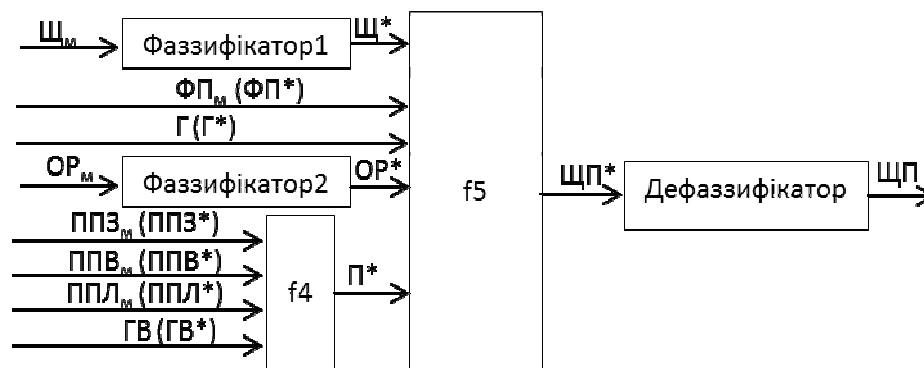 Щм Фаззифікатор1 Щ*
ФПм (ФП*)
Г (Г*)
ОРм Фаззифікатор2 ОР*
f5 ЩП* Дефаззифікатор ЩП
ППЗм (ППЗ*)
ППВм (ППВ*)
f4 П*
ППЛм (ППЛ*)
ГВ (ГВ*)